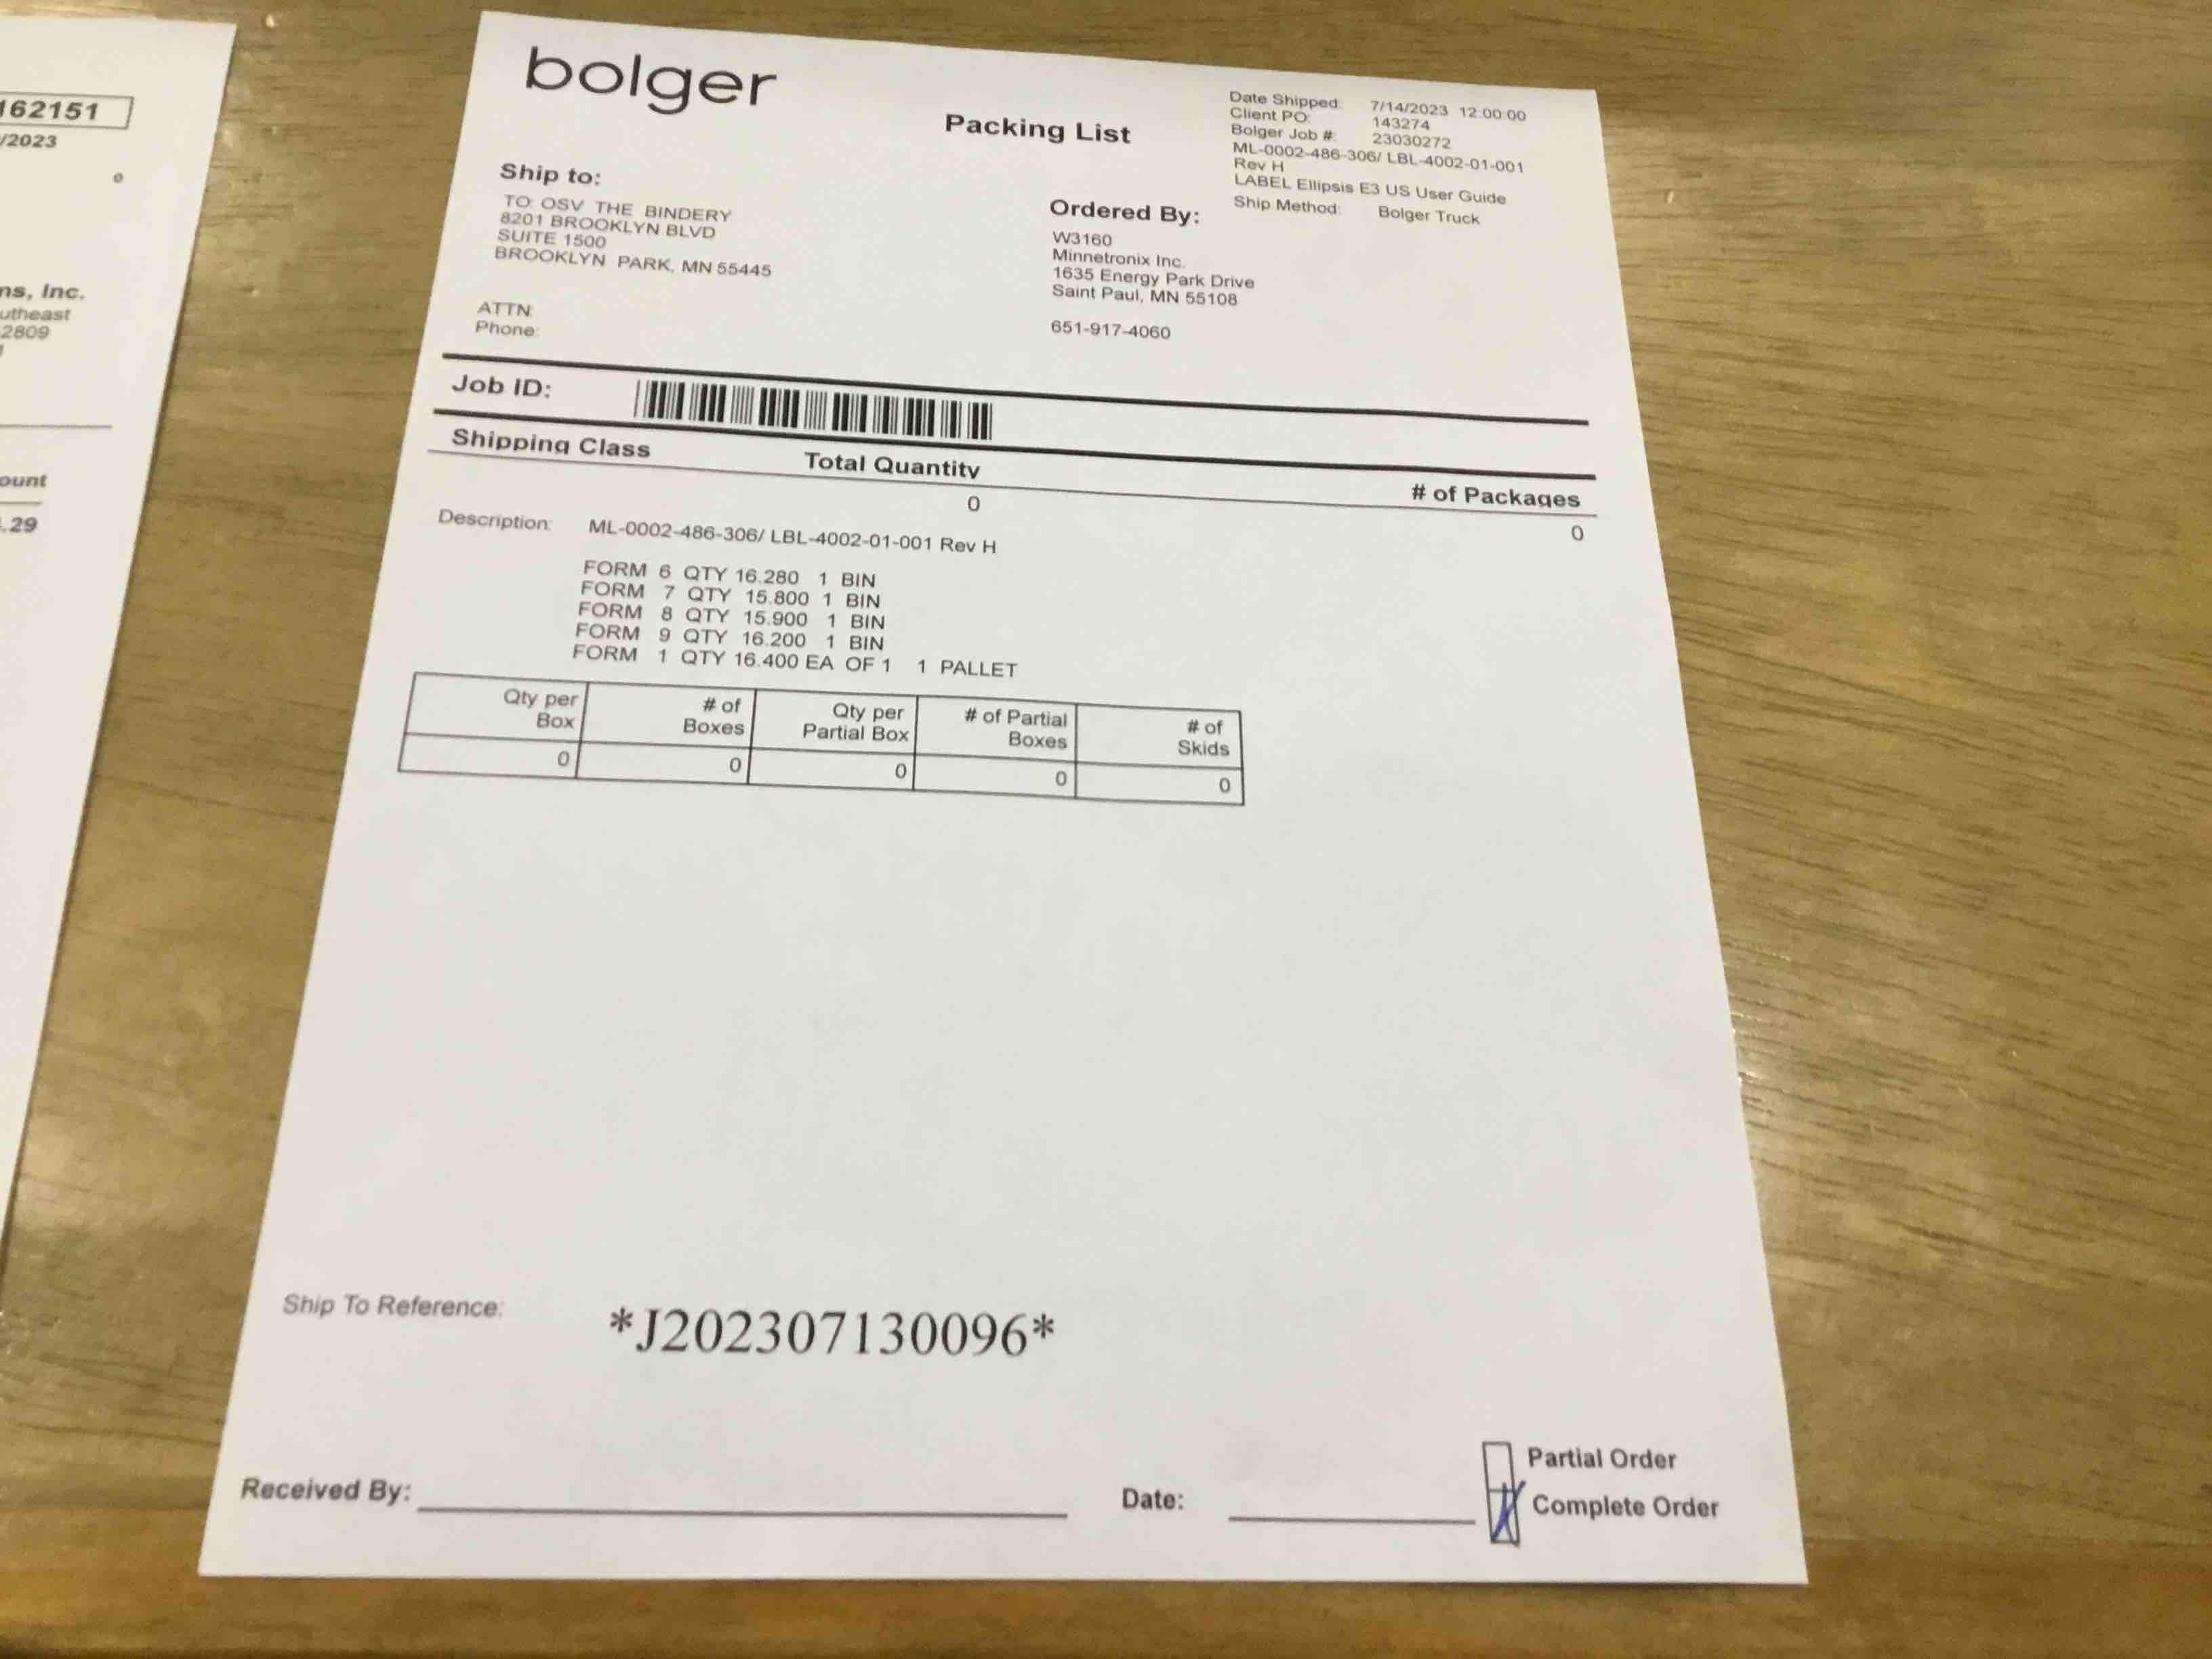 162151
/2023
ns, Inc.
utheast
2809
ount
.29
bolger
Packing List
Date Shipped: 7/14/2023 12:00:00
Client PO: 143274
Bolger Job #: 23030272
ML-0002-486-306/ LBL-4002-01-001
Rev H
LABEL Ellipsis E3 US User Guide
Ship Method: Bolger Truck
Ship to:
TO: OSV THE BINDERY
8201 BROOKLYN BLVD
SUITE 1500
BROOKLYN PARK, MN 55445
ATTN:
Phone:
Ordered By:
W3160
Minnetronix Inc.
1635 Energy Park Drive
Saint Paul, MN 55108
651-917-4060
Job ID:
Shipping Class Total Quantity # of Packages
0 0
Description: ML-0002-486-306/ LBL-4002-01-001 Rev H
FORM 6 QTY 16.280 1 BIN
FORM 7 QTY 15.800 1 BIN
FORM 8 QTY 15.900 1 BIN
FORM 9 QTY 16.200 1 BIN
FORM 1 QTY 16.400 EA OF 1 1 PALLET
Qty per Box # of Boxes Qty per Partial Box # of Partial Boxes # of Skids
0 0 0 0 0
Ship To Reference: *J202307130096*
Received By: Date:
Partial Order
Complete Order